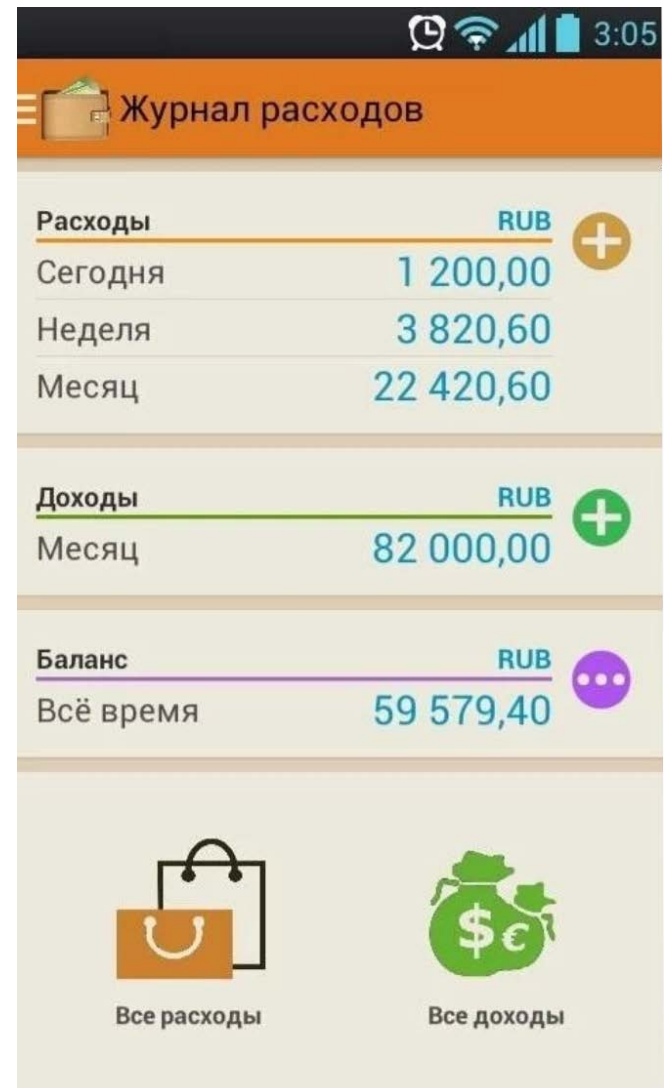 3:05
Журнал расходов
Расходы RUB
Сегодня 1 200,00
Неделя 3 820,60
Месяц 22 420,60
Доходы RUB
Месяц 82 000,00
Баланс RUB
Всё время 59 579,40
$ €
Все расходы Все доходы